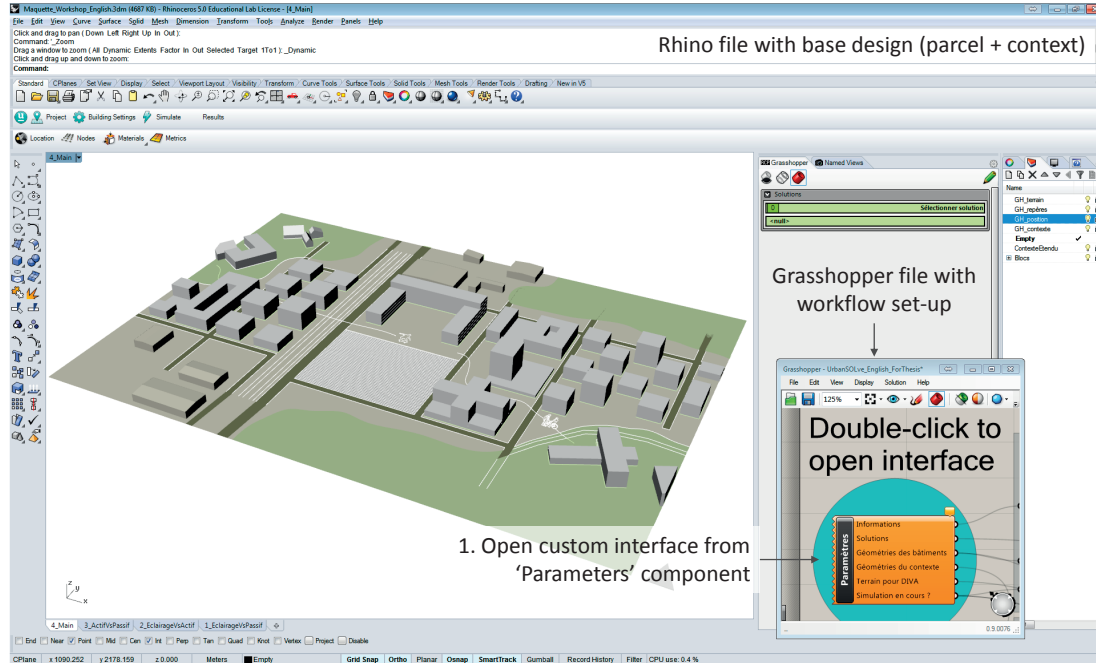 Maquette_Workshop_English.3dm (4687 KB) - Rhinoceros 5.0 Educational Lab License - [4_Main]
File Edit View Curve Surface Solid Mesh Dimension Transform Tools Analyze Render Panels Help
Click and drag to pan ( Down Left Right Up In Out ):
Command: '_Zoom
Drag a window to zoom ( All Dynamic Extents Factor In Out Selected Target 1To1 ): _Dynamic
Click and drag up and down to zoom:
Command:
Rhino file with base design (parcel + context)
Standard CPlanes Set View Display Select Viewport Layout Visibility Transform Curve Tools Surface Tools Solid Tools Mesh Tools Render Tools Drafting New in V5
Project Building Settings Simulate Results
Location Nodes Materials Metrics
4_Main
Grasshopper Named Views
Solutions
0 Sélectionner solution
<null>
Name
GH_terrain
GH_repères
GH_position
GH_contexte
Empty
ContexteEtendu
Blocs
Grasshopper file with
workflow set-up
Grasshopper - UrbanSOLve_English_ForThesis*
File Edit View Display Solution Help
125%
Double-click to
open interface
Paramètres
Informations
Solutions
Géométries des bâtiments
Géométries du contexte
Terrain pour DIVA
Simulation en cours ?
0.9.0076
1. Open custom interface from
'Parameters' component
z
y
x
4_Main 3_ActifVsPassif 2_EclairageVsActif 1_EclairageVsPassif
End Near Point Mid Cen Int Perp Tan Quad Knot Vertex Project Disable
CPlane x 1090.252 y 2178.159 z 0.000 Meters Empty Grid Snap Ortho Planar Osnap SmartTrack Gumball Record History Filter CPU use: 0.4 %